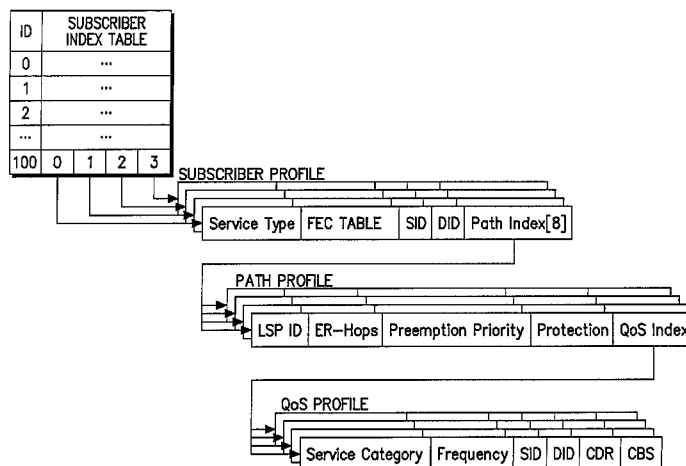 ID SUBSCRIBER
INDEX TABLE
0 ...
1 ...
2 ...
... ...
100 0 1 2 3
SUBSCRIBER PROFILE
Service Type FEC TABLE SID DID Path Index[8]
PATH PROFILE
LSP ID ER-Hops Preemption Priority Protection QoS Index
QoS PROFILE
Service Category Frequency SID DID CDR CBS